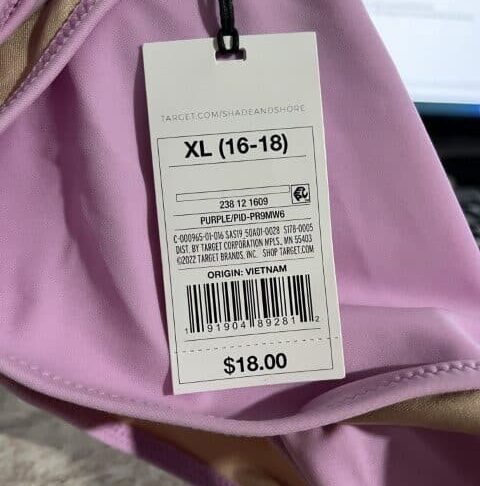 TARGET.COM/SHADEANDSHORE
XL (16-18)
238 12 1609
PURPLE/PID-PR9MW6
C-000965-01-016 SAS19_50A01-0028 S178-0005
DIST. BY TARGET CORPORATION MPLS., MN 55403
©2022 TARGET BRANDS, INC. SHOP TARGET.COM
ORIGIN: VIETNAM
1 91904 89281 2
$18.00